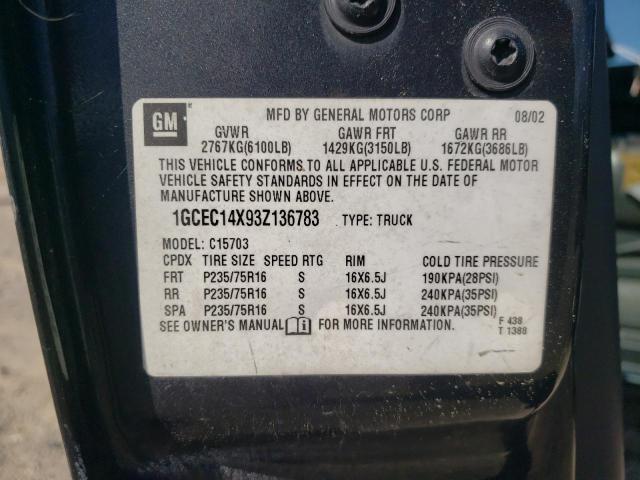 GM
MFD BY GENERAL MOTORS CORP 08/02
GVWR GAWR FRT GAWR RR
2767KG(6100LB) 1429KG(3150LB) 1672KG(3686LB)
THIS VEHICLE CONFORMS TO ALL APPLICABLE U.S. FEDERAL MOTOR
VEHICLE SAFETY STANDARDS IN EFFECT ON THE DATE OF
MANUFACTURE SHOWN ABOVE.
1GCEC14X93Z136783 TYPE: TRUCK
MODEL: C15703
CPDX TIRE SIZE SPEED RTG RIM COLD TIRE PRESSURE
FRT P235/75R16 S 16X6.5J 190KPA(28PSI)
RR P235/75R16 S 16X6.5J 240KPA(35PSI)
SPA P235/75R16 S 16X6.5J 240KPA(35PSI)
SEE OWNER'S MANUAL i FOR MORE INFORMATION. F 438
T 1388